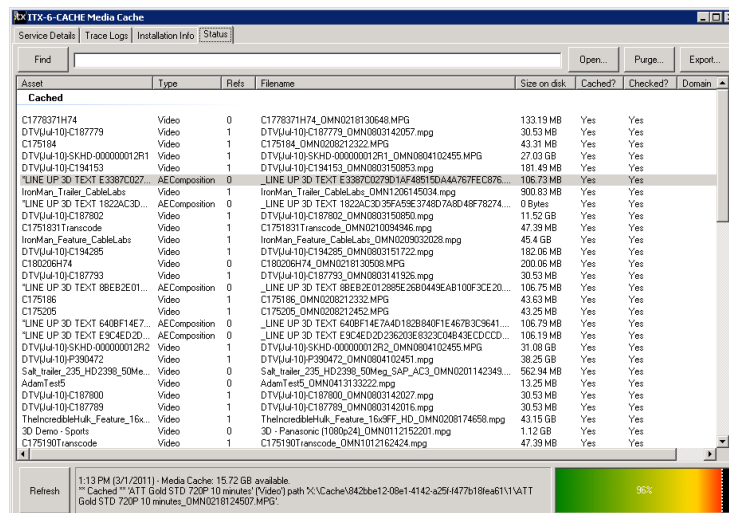 itx ITX-6-CACHE Media Cache
Service Details Trace Logs Installation Info Status
Find Open... Purge... Export...
Asset Type Refs Filename Size on disk Cached? Checked? Domain
Cached
C1778371H74 Video 0 C1778371H74_OMN0218130648.MPG 133.19 MB Yes Yes
DTV(Jul-10)-C187779 Video 1 DTV(Jul-10)-C187779_OMN0803142057.mpg 30.53 MB Yes Yes
C175184 Video 1 C175184_OMN0208212322.MPG 43.31 MB Yes Yes
DTV(Jul-10)-SKHD-000000012R1 Video 1 DTV(Jul-10)-SKHD-000000012R1_OMN0804102455.MPG 27.03 GB Yes Yes
DTV(Jul-10)-C194153 Video 1 DTV(Jul-10)-C194153_OMN0803150853.mpg 181.49 MB Yes Yes
"LINE UP 3D TEXT E3387C027... AEComposition 0 _LINE UP 3D TEXT E3387C0279D1AF48515DA4A767FEC876.... 106.73 MB Yes Yes
IronMan_Trailer_CableLabs Video 1 IronMan_Trailer_CableLabs_OMN1206145034.mpg 900.83 MB Yes Yes
"LINE UP 3D TEXT 1822AC3D... AEComposition 0 _LINE UP 3D TEXT 1822AC3D35FA59E3748D7A8D48F78274.... 0 Bytes Yes Yes
DTV(Jul-10)-C187802 Video 1 DTV(Jul-10)-C187802_OMN0803150850.mpg 11.52 GB Yes Yes
C1751831Transcode Video 1 C1751831Transcode_OMN0210094946.mpg 47.39 MB Yes Yes
IronMan_Feature_CableLabs Video 1 IronMan_Feature_CableLabs_OMN0209032028.mpg 45.4 GB Yes Yes
DTV(Jul-10)-C194285 Video 1 DTV(Jul-10)-C194285_OMN0803151722.mpg 182.06 MB Yes Yes
C180206H74 Video 0 C180206H74_OMN0218130508.MPG 200.06 MB Yes Yes
DTV(Jul-10)-C187793 Video 1 DTV(Jul-10)-C187793_OMN0803141926.mpg 30.53 MB Yes Yes
"LINE UP 3D TEXT 8BEB2E01... AEComposition 0 _LINE UP 3D TEXT 8BEB2E012885E26B0449EAB100F3CE20.... 106.75 MB Yes Yes
C175186 Video 1 C175186_OMN0208212332.MPG 43.63 MB Yes Yes
C175205 Video 1 C175205_OMN0208212452.MPG 43.25 MB Yes Yes
"LINE UP 3D TEXT 640BF14E7... AEComposition 0 _LINE UP 3D TEXT 640BF14E7A4D182B840F1E467B3C9641.... 106.79 MB Yes Yes
"LINE UP 3D TEXT E9C4ED2D... AEComposition 0 _LINE UP 3D TEXT E9C4ED2D236203E8323C04B43ECDCCD... 106.19 MB Yes Yes
DTV(Jul-10)-SKHD-000000012R2 Video 1 DTV(Jul-10)-SKHD-000000012R2_OMN0804102455.MPG 31.08 GB Yes Yes
DTV(Jul-10)-P390472 Video 1 DTV(Jul-10)-P390472_OMN0804102451.mpg 38.25 GB Yes Yes
Salt_trailer_235_HD2398_50Me... Video 0 Salt_trailer_235_HD2398_50Meg_SAP_AC3_OMN0201142349.... 562.94 MB Yes Yes
AdamTest5 Video 0 AdamTest5_OMN0413133222.mpg 13.25 MB Yes Yes
DTV(Jul-10)-C187800 Video 1 DTV(Jul-10)-C187800_OMN0803142027.mpg 30.53 MB Yes Yes
DTV(Jul-10)-C187789 Video 1 DTV(Jul-10)-C187789_OMN0803142016.mpg 30.53 MB Yes Yes
TheIncredibleHulk_Feature_16x... Video 1 TheIncredibleHulk_Feature_16x9FF_HD_OMN0208174658.mpg 43.15 GB Yes Yes
3D Demo - Sports Video 0 3D - Panasonic (1080p24)_OMN0112152201.mpg 1.12 GB Yes Yes
C175190Transcode Video 1 C175190Transcode_OMN1012162424.mpg 47.39 MB Yes Yes
Refresh
1:13 PM (3/1/2011) - Media Cache: 15.72 GB available.
** Cached ** 'ATT Gold STD 720P 10 minutes' (Video') path 'X:\Cache\842bbe12-08e1-4142-a25f-f477b18fea61\1\ATT
Gold STD 720P 10 minutes_OMN0218124507.MPG'.
96%